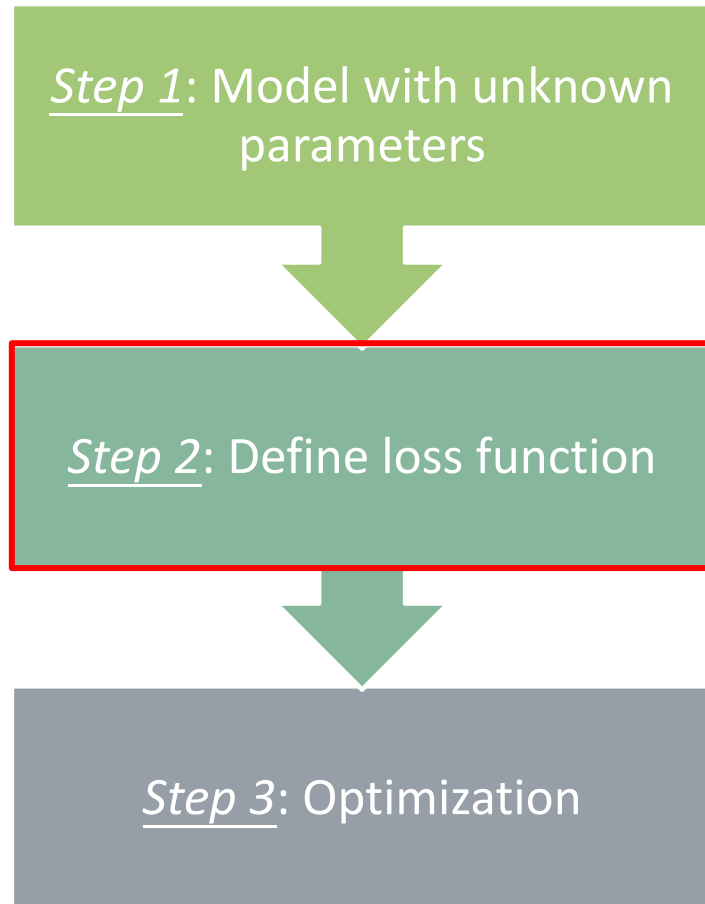 Step 1: Model with unknown
parameters
Step 2: Define loss function
Step 3: Optimization